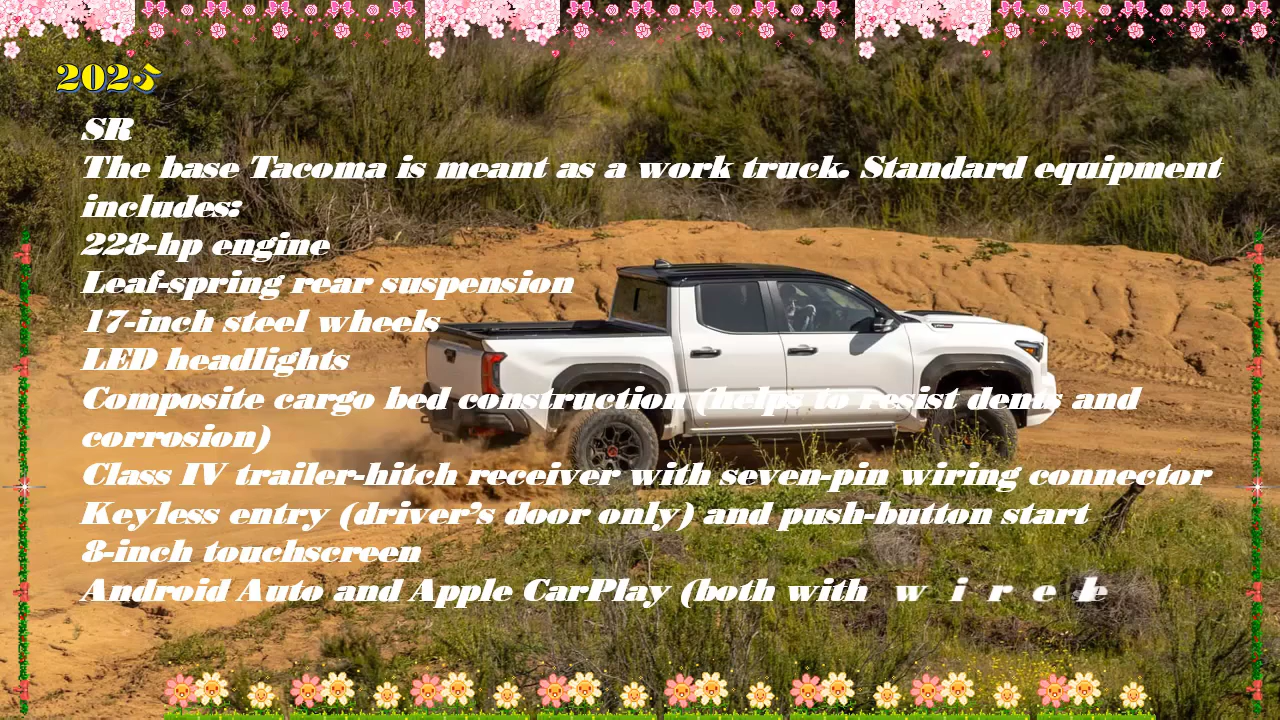 2025
SR
The base Tacoma is meant as a work truck. Standard equipment
includes:
228-hp engine
Leaf-spring rear suspension
17-inch steel wheels
LED headlights
Composite cargo bed construction (helps to resist dents and
corrosion)
Class IV trailer-hitch receiver with seven-pin wiring connector
Keyless entry (driver’s door only) and push-button start
8-inch touchscreen
Android Auto and Apple CarPlay (both with